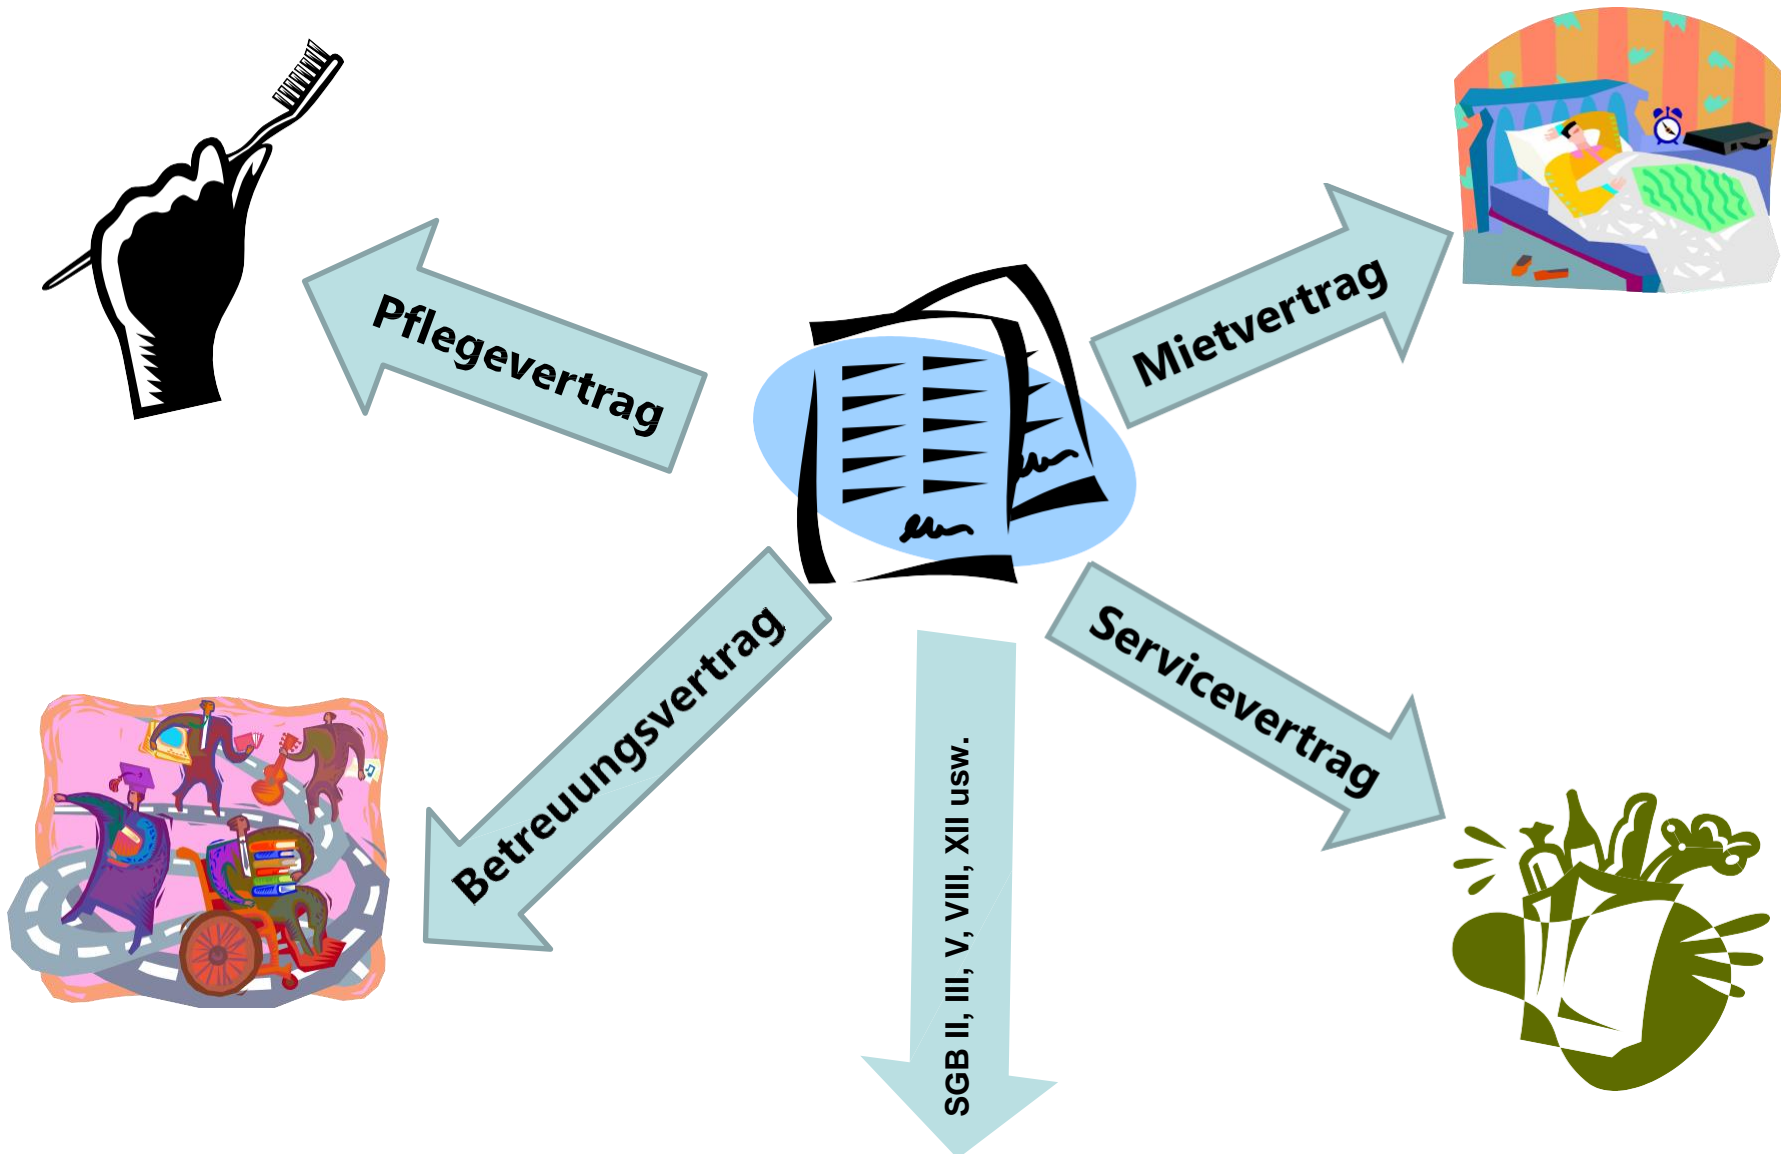 Pflegevertrag
Mietvertrag
Betreuungsvertrag
Servicevertrag
SGB II, III, V, VIII, XII usw.